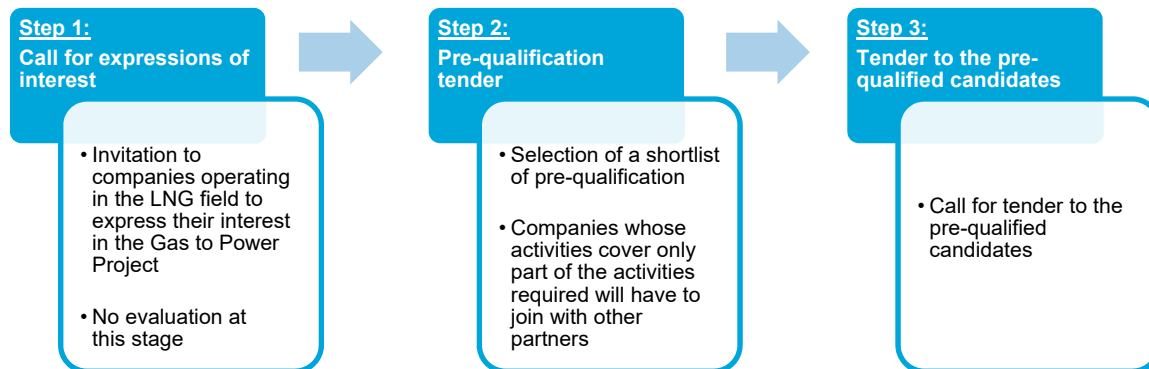 Step 1:
Call for expressions of
interest
• Invitation to
companies operating
in the LNG field to
express their interest
in the Gas to Power
Project
• No evaluation at
this stage
Step 2:
Pre-qualification
tender
• Selection of a shortlist
of pre-qualification
• Companies whose
activities cover only
part of the activities
required will have to
join with other
partners
Step 3:
Tender to the pre-
qualified candidates
• Call for tender to the
pre-qualified
candidates